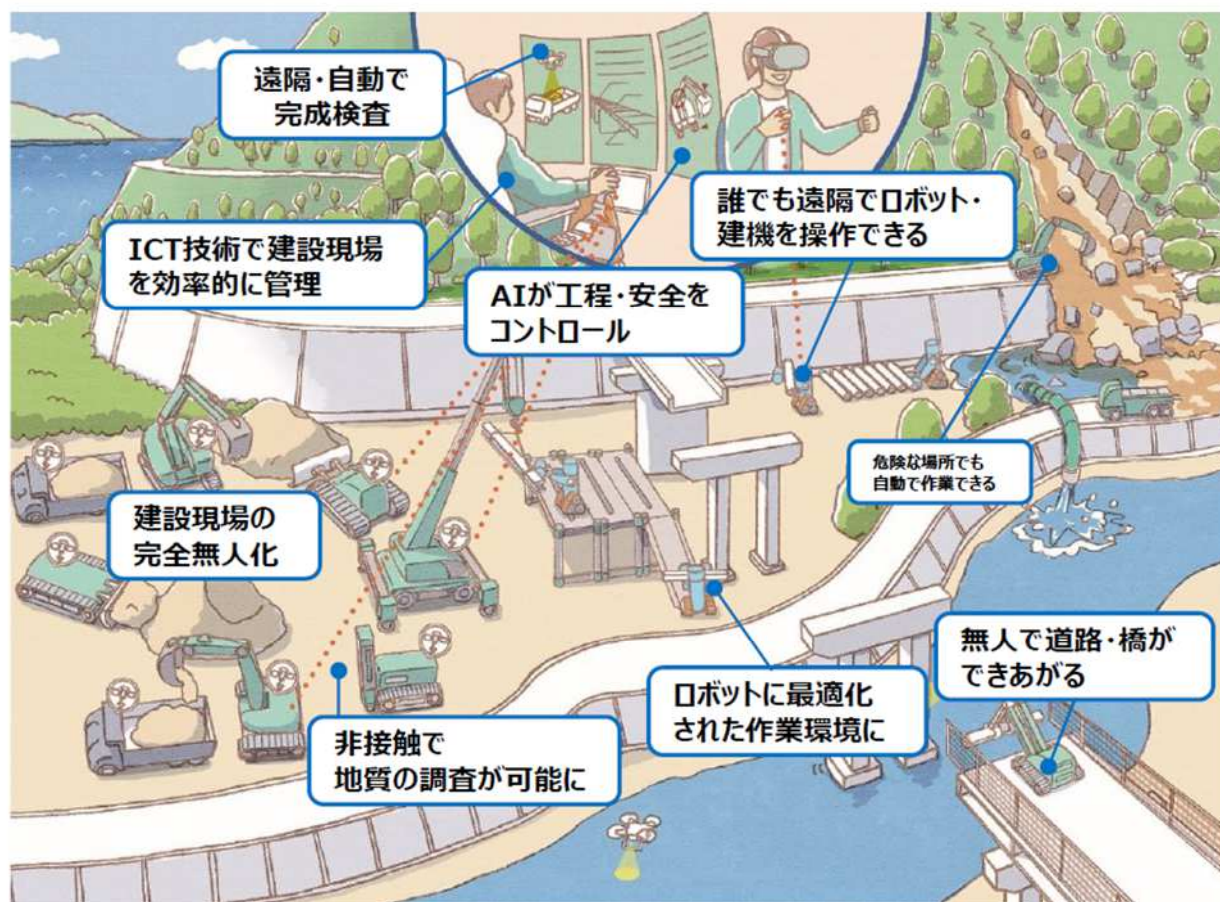 遠隔・自動で
完成検査
ICT技術で建設現場
を効率的に管理
AIが工程・安全を
コントロール
誰でも遠隔でロボット・
建機を操作できる
危険な場所でも
自動で作業できる
建設現場の
完全無人化
無人で道路・橋が
できあがる
ロボットに最適化
された作業環境に
非接触で
地質の調査が可能に